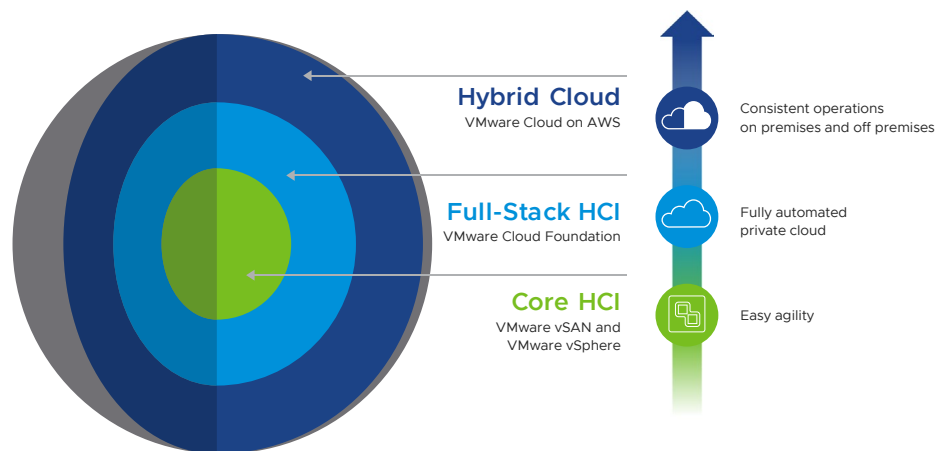 Hybrid Cloud
VMware Cloud on AWS
Consistent operations
on premises and off premises
Full-Stack HCI
VMware Cloud Foundation
Fully automated
private cloud
Core HCI
VMware vSAN and
VMware vSphere
Easy agility